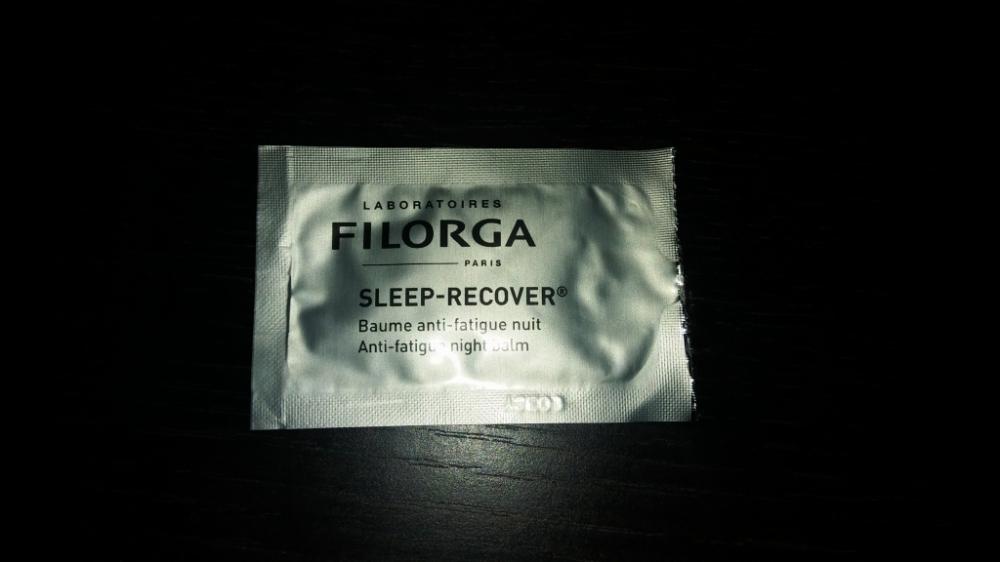 LABORATOIRES
FILORGA
PARIS
SLEEP-RECOVER®
Baume anti-fatigue nuit
Anti-fatigue night balm